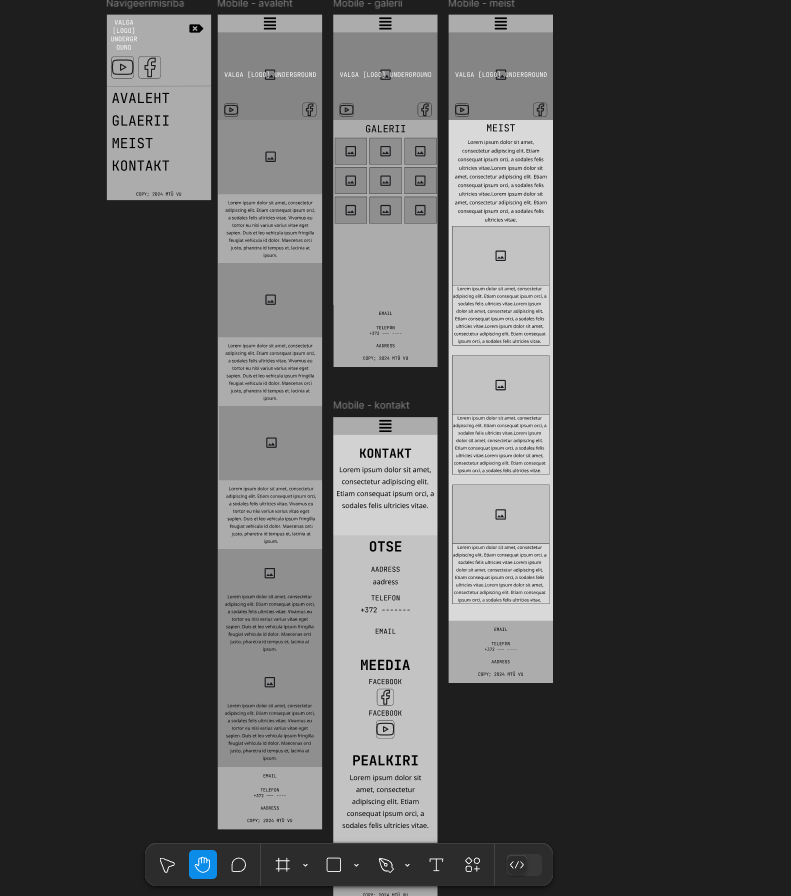 Navigeerimisriba
VALGA
[LOGO]
UNDERGR
OUND
AVALEHT
GLAERII
MEIST
KONTAKT
COPY; 2024 MTÜ VU
Mobile - avaleht
VALGA [LOGO] UNDERGROUND
Lorem ipsum dolor sit amet, consectetur
adipiscing elit. Etiam consequat ipsum orci,
a sodales felis ultricies vitae. Vivamus eu
tortor eu nisi varius varius vitae vitae eget
sapien. Duis et leo vehicula ipsum fringilla
feugiat vehicula id dolor. Maecenas orci
justo, pharetra id tempus et, lacinia at
ipsum.
Lorem ipsum dolor sit amet, consectetur
adipiscing elit. Etiam consequat ipsum orci,
a sodales felis ultricies vitae. Vivamus eu
tortor eu nisi varius varius vitae vitae eget
sapien. Duis et leo vehicula ipsum fringilla
feugiat vehicula id dolor. Maecenas orci
justo, pharetra id tempus et, lacinia at
ipsum.
Lorem ipsum dolor sit amet, consectetur
adipiscing elit. Etiam consequat ipsum orci,
a sodales felis ultricies vitae. Vivamus eu
tortor eu nisi varius varius vitae vitae eget
sapien. Duis et leo vehicula ipsum fringilla
feugiat vehicula id dolor. Maecenas orci
justo, pharetra id tempus et, lacinia at
ipsum.
Lorem ipsum dolor sit amet, consectetur
adipiscing elit. Etiam consequat ipsum orci,
a sodales felis ultricies vitae. Vivamus eu
tortor eu nisi varius varius vitae vitae eget
sapien. Duis et leo vehicula ipsum fringilla
feugiat vehicula id dolor. Maecenas orci
justo, pharetra id tempus et, lacinia at
ipsum.
Lorem ipsum dolor sit amet, consectetur
adipiscing elit. Etiam consequat ipsum orci,
a sodales felis ultricies vitae. Vivamus eu
tortor eu nisi varius varius vitae vitae eget
sapien. Duis et leo vehicula ipsum fringilla
feugiat vehicula id dolor. Maecenas orci
justo, pharetra id tempus et, lacinia at
ipsum.
EMAIL
TELEFON
+372 --- ----
AADRESS
COPY; 2024 MTÜ VU
Mobile - galerii
VALGA [LOGO] UNDERGROUND
GALERII
EMAIL
TELEFON
+372 --- ----
AADRESS
COPY; 2024 MTÜ VU
Mobile - kontakt
KONTAKT
Lorem ipsum dolor sit amet,
consectetur adipiscing elit.
Etiam consequat ipsum orci, a
sodales felis ultricies vitae.
OTSE
AADRESS
aadress
TELEFON
+372 -------
EMAIL
MEEDIA
FACEBOOK
FACEBOOK
PEALKIRI
Lorem ipsum dolor sit
amet, consectetur
adipiscing elit. Etiam
consequat ipsum orci, a
sodales felis ultricies vitae.
Mobile - meist
VALGA [LOGO] UNDERGROUND
MEIST
Lorem ipsum dolor sit amet,
consectetur adipiscing elit. Etiam
consequat ipsum orci, a sodales felis
ultricies vitae.Lorem ipsum dolor sit
amet, consectetur adipiscing elit. Etiam
consequat ipsum orci, a sodales felis
ultricies vitae.Lorem ipsum dolor sit
amet, consectetur adipiscing elit. Etiam
consequat ipsum orci, a sodales felis
ultricies vitae.
Lorem ipsum dolor sit amet, consectetur
adipiscing elit. Etiam consequat ipsum orci, a
sodales felis ultricies vitae.Lorem ipsum
dolor sit amet, consectetur adipiscing elit.
Etiam consequat ipsum orci, a sodales felis
ultricies vitae.Lorem ipsum dolor sit amet,
consectetur adipiscing elit. Etiam consequat
ipsum orci, a sodales felis ultricies vitae.
Lorem ipsum dolor sit amet, consectetur
adipiscing elit. Etiam consequat ipsum orci, a
sodales felis ultricies vitae.Lorem ipsum
dolor sit amet, consectetur adipiscing elit.
Etiam consequat ipsum orci, a sodales felis
ultricies vitae.Lorem ipsum dolor sit amet,
consectetur adipiscing elit. Etiam consequat
ipsum orci, a sodales felis ultricies vitae.
Lorem ipsum dolor sit amet, consectetur
adipiscing elit. Etiam consequat ipsum orci, a
sodales felis ultricies vitae.Lorem ipsum
dolor sit amet, consectetur adipiscing elit.
Etiam consequat ipsum orci, a sodales felis
ultricies vitae.Lorem ipsum dolor sit amet,
consectetur adipiscing elit. Etiam consequat
ipsum orci, a sodales felis ultricies vitae.
EMAIL
TELEFON
+372 --- ----
AADRESS
COPY; 2024 MTÜ VU